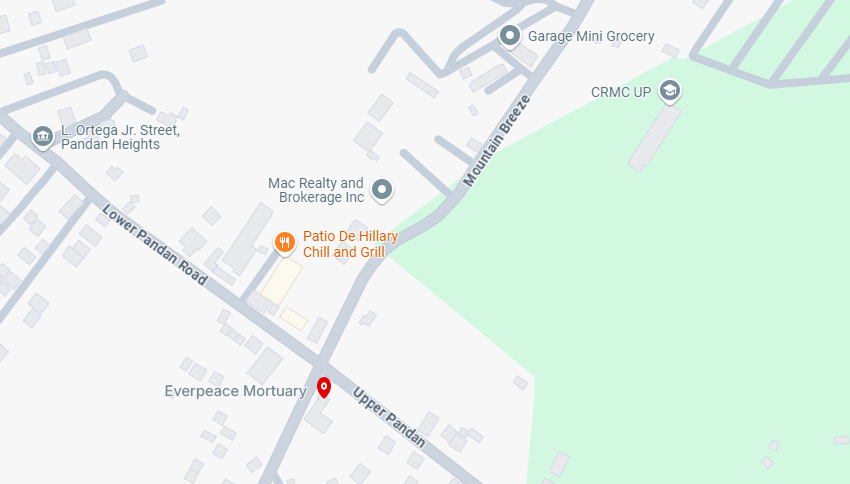 Garage Mini Grocery
CRMC UP
Mountain Breeze
L. Ortega Jr. Street,
Pandan Heights
Mac Realty and
Brokerage Inc
Lower Pandan Road
Patio De Hillary
Chill and Grill
Everpeace Mortuary
Upper Pandan